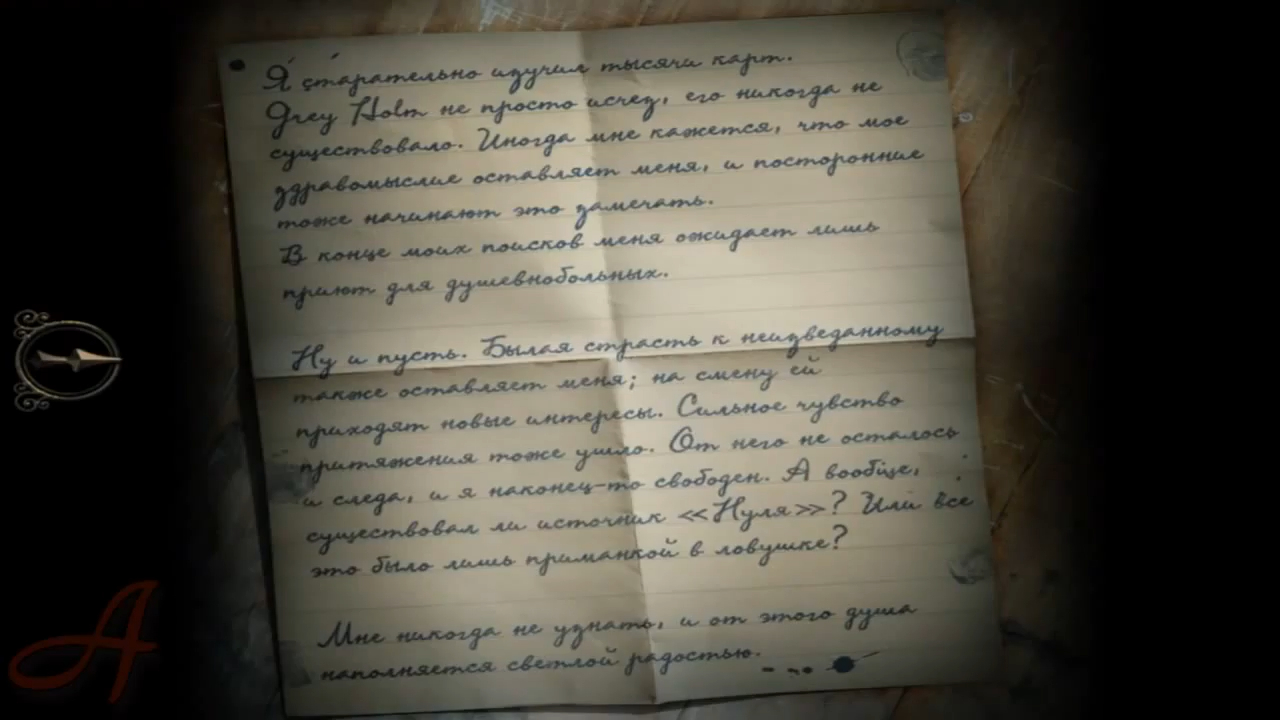 Я старательно изучил тысячи карт.
Grey Holm не просто исчез, его никогда не
существовало. Иногда мне кажется, что мое
здравомыслие оставляет меня, и посторонние
тоже начинают это замечать.
В конце моих поисков меня ожидает лишь
приют для душевнобольных.
Ну и пусть. Былая страсть к неизведанному
также оставляет меня; на смену ей
приходят новые интересы. Сильное чувство
притяжения тоже ушло. От него не осталось
и следа, и я наконец-то свободен. А вообще,
существовал ли источник «Нуля»? Или все
это было лишь приманкой в ловушке?
Мне никогда не узнать, и от этого душа
наполняется светлой радостью.
A